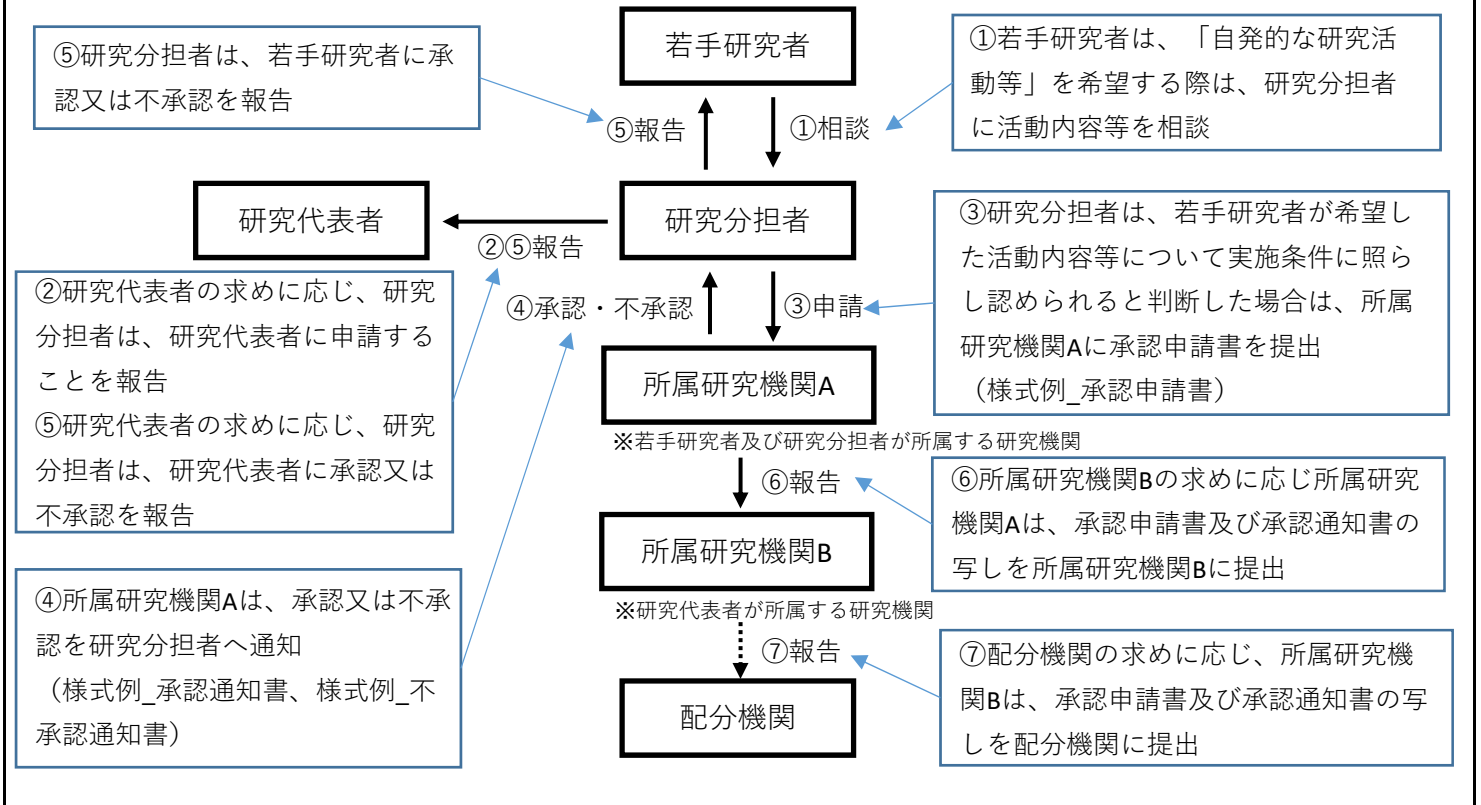 若手研究者
⑤研究分担者は、若手研究者に承
認又は不承認を報告
①若手研究者は、「自発的な研究活
動等」を希望する際は、研究分担者
に活動内容等を相談
⑤報告
①相談
研究代表者
研究分担者
②⑤報告
③研究分担者は、若手研究者が希望し
た活動内容等について実施条件に照ら
し認められると判断した場合は、所属
研究機関Aに承認申請書を提出
（様式例_承認申請書）
②研究代表者の求めに応じ、研究
分担者は、研究代表者に申請する
ことを報告
⑤研究代表者の求めに応じ、研究
分担者は、研究代表者に承認又は
不承認を報告
④承認・不承認
③申請
所属研究機関A
※若手研究者及び研究分担者が所属する研究機関
⑥報告
⑥所属研究機関Bの求めに応じ所属研究
機関Aは、承認申請書及び承認通知書の
写しを所属研究機関Bに提出
所属研究機関B
※研究代表者が所属する研究機関
④所属研究機関Aは、承認又は不承
認を研究分担者へ通知
（様式例_承認通知書、様式例_不
承認通知書）
⑦報告
⑦配分機関の求めに応じ、所属研究機
関Bは、承認申請書及び承認通知書の写
しを配分機関に提出
配分機関